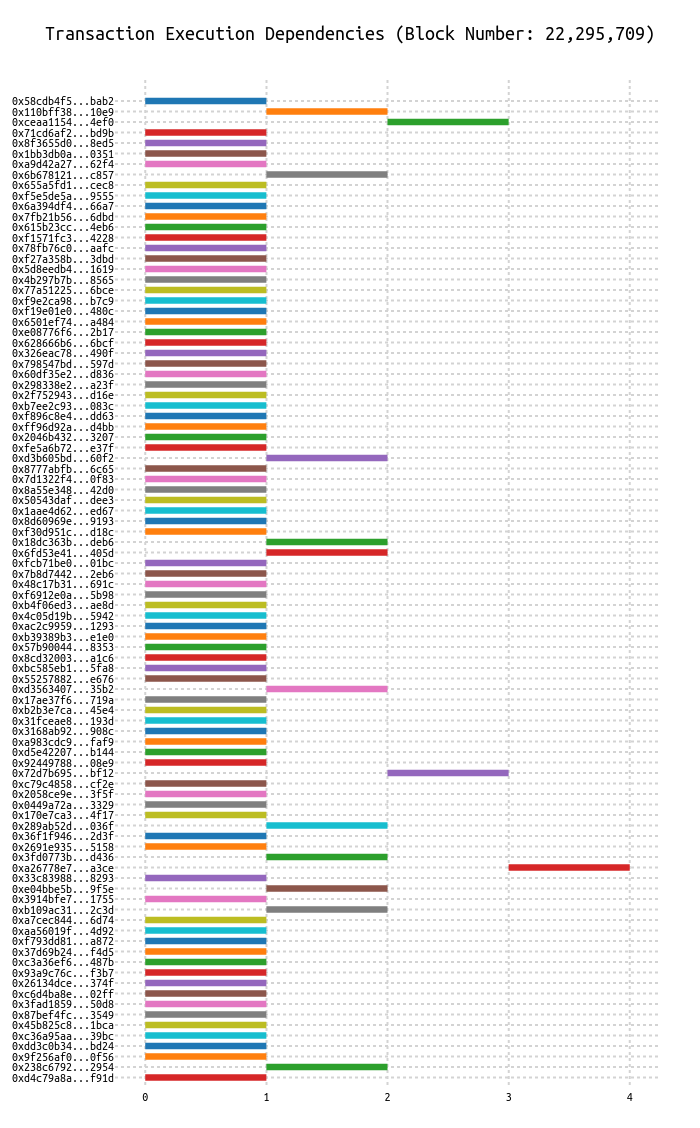 Transaction Execution Dependencies (Block Number: 22,295,709)
0x58cdb4f5...bab2
0x110bff38...10e9
0xceaa1154...4ef0
0x71cd6af2...bd9b
0x8f3655d0...8ed5
0x1bb3db0a...0351
0xa9d42a27...62f4
0x6b678121...c857
0x655a5fd1...cec8
0xf5e5de5a...9555
0x6a394df4...66a7
0x7fb21b56...6dbd
0x615b23cc...4eb6
0xf1571fc3...4228
0x78fb76c0...aafc
0xf27a358b...3dbd
0x5d8eedb4...1619
0x4b297b7b...8565
0x77a51225...6bce
0xf9e2ca98...b7c9
0xf19e01e0...480c
0x6501ef74...a484
0xe08776f6...2b17
0x628666b6...6bcf
0x326eac78...490f
0x798547bd...597d
0x60df35e2...d836
0x298338e2...a23f
0x2f752943...d16e
0xb7ee2c93...083c
0xf896c8e4...dd63
0xff96d92a...d4bb
0x2046b432...3207
0xfe5a6b72...e37f
0xd3b605bd...60f2
0x8777abfb...6c65
0x7d1322f4...0f83
0x8a55e348...42d0
0x50543daf...dee3
0x1aae4d62...ed67
0x8d60969e...9193
0xf30d951c...d18c
0x18dc363b...deb6
0x6fd53e41...405d
0xfcb71be0...01bc
0x7b8d7442...2eb6
0x48c17b31...691c
0xf6912e0a...5b98
0xb4f06ed3...ae8d
0x4c05d19b...5942
0xac2c9959...1293
0xb39389b3...e1e0
0x57b90044...8353
0x8cd32003...a1c6
0xbc585eb1...5fa8
0x55257882...e676
0xd3563407...35b2
0x17ae37f6...719a
0xb2b3e7ca...45e4
0x31fceae8...193d
0x3168ab92...908c
0xa983cdc9...faf9
0xd5e42207...b144
0x92449788...08e9
0x72d7b695...bf12
0xc79c4858...cf2e
0x2058ce9e...3f5f
0x0449a72a...3329
0x170e7ca3...4f17
0x289ab52d...036f
0x36f1f946...2d3f
0x2691e935...5158
0x3fd0773b...d436
0xa26778e7...a3ce
0x33c83988...8293
0xe04bbe5b...9f5e
0x3914bfe7...1755
0xb109ac31...2c3d
0xa7cec844...6d74
0xaa56019f...4d92
0xf793dd81...a872
0x37d69b24...f4d5
0xc3a36ef6...487b
0x93a9c76c...f3b7
0x26134dce...374f
0xc6d4ba8e...02ff
0x3fad1859...50d8
0x87bef4fc...3549
0x45b825c8...1bca
0xc36a95aa...39bc
0xdd3c0b34...bd24
0x9f256af0...0f56
0x238c6792...2954
0xd4c79a8a...f91d
0 1 2 3 4